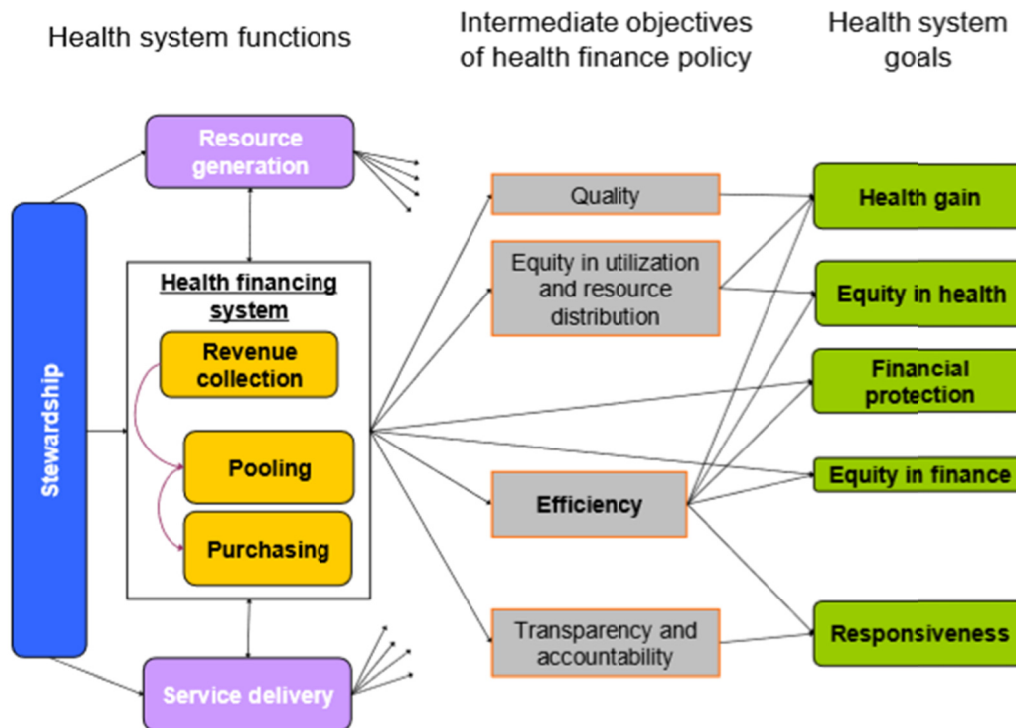 Health system functions
Intermediate objectives
of health finance policy
Health system
goals
Resource
generation
Stewardship
Health financing
system
Revenue
collection
Pooling
Purchasing
Service delivery
Quality
Equity in utilization
and resource
distribution
Efficiency
Transparency and
accountability
Health gain
Equity in health
Financial
protection
Equity in finance
Responsiveness